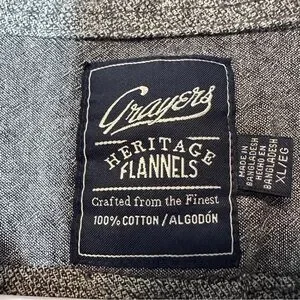 Grayers
HERITAGE
FLANNELS
Crafted from the Finest
100% COTTON / ALGODÓN
MADE IN
BANGLADESH
HECHO EN
BANGLADESH
XL/EG